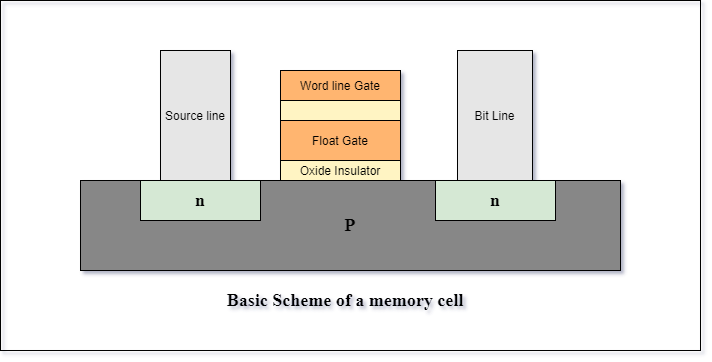 Word line Gate
Source line
Bit Line
Float Gate
Oxide Insulator
n
n
P
Basic Scheme of a memory cell